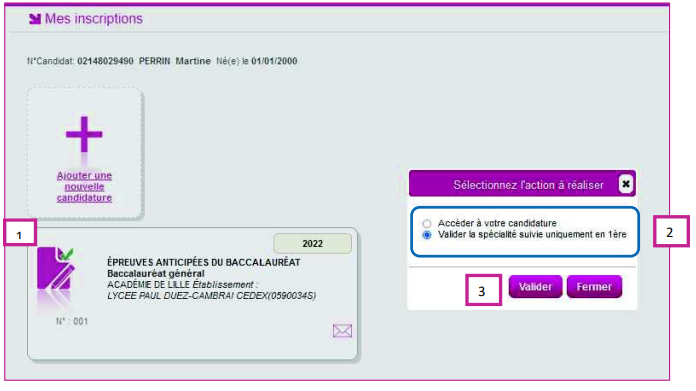 Mes inscriptions
N°Candidat: 02148029490 PERRIN Martine Né(e) le 01/01/2000
Ajouter une
nouvelle
candidature
Sélectionnez l'action à réaliser
Accéder à votre candidature
Valider la spécialité suivie uniquement en 1ère
2
1
2022
ÉPREUVES ANTICIPÉES DU BACCALAURÉAT
Baccalauréat général
ACADÉMIE DE LILLE Établissement :
LYCEE PAUL DUEZ-CAMBRAI CEDEX(0590034S)
N° : 001
3
Valider
Fermer